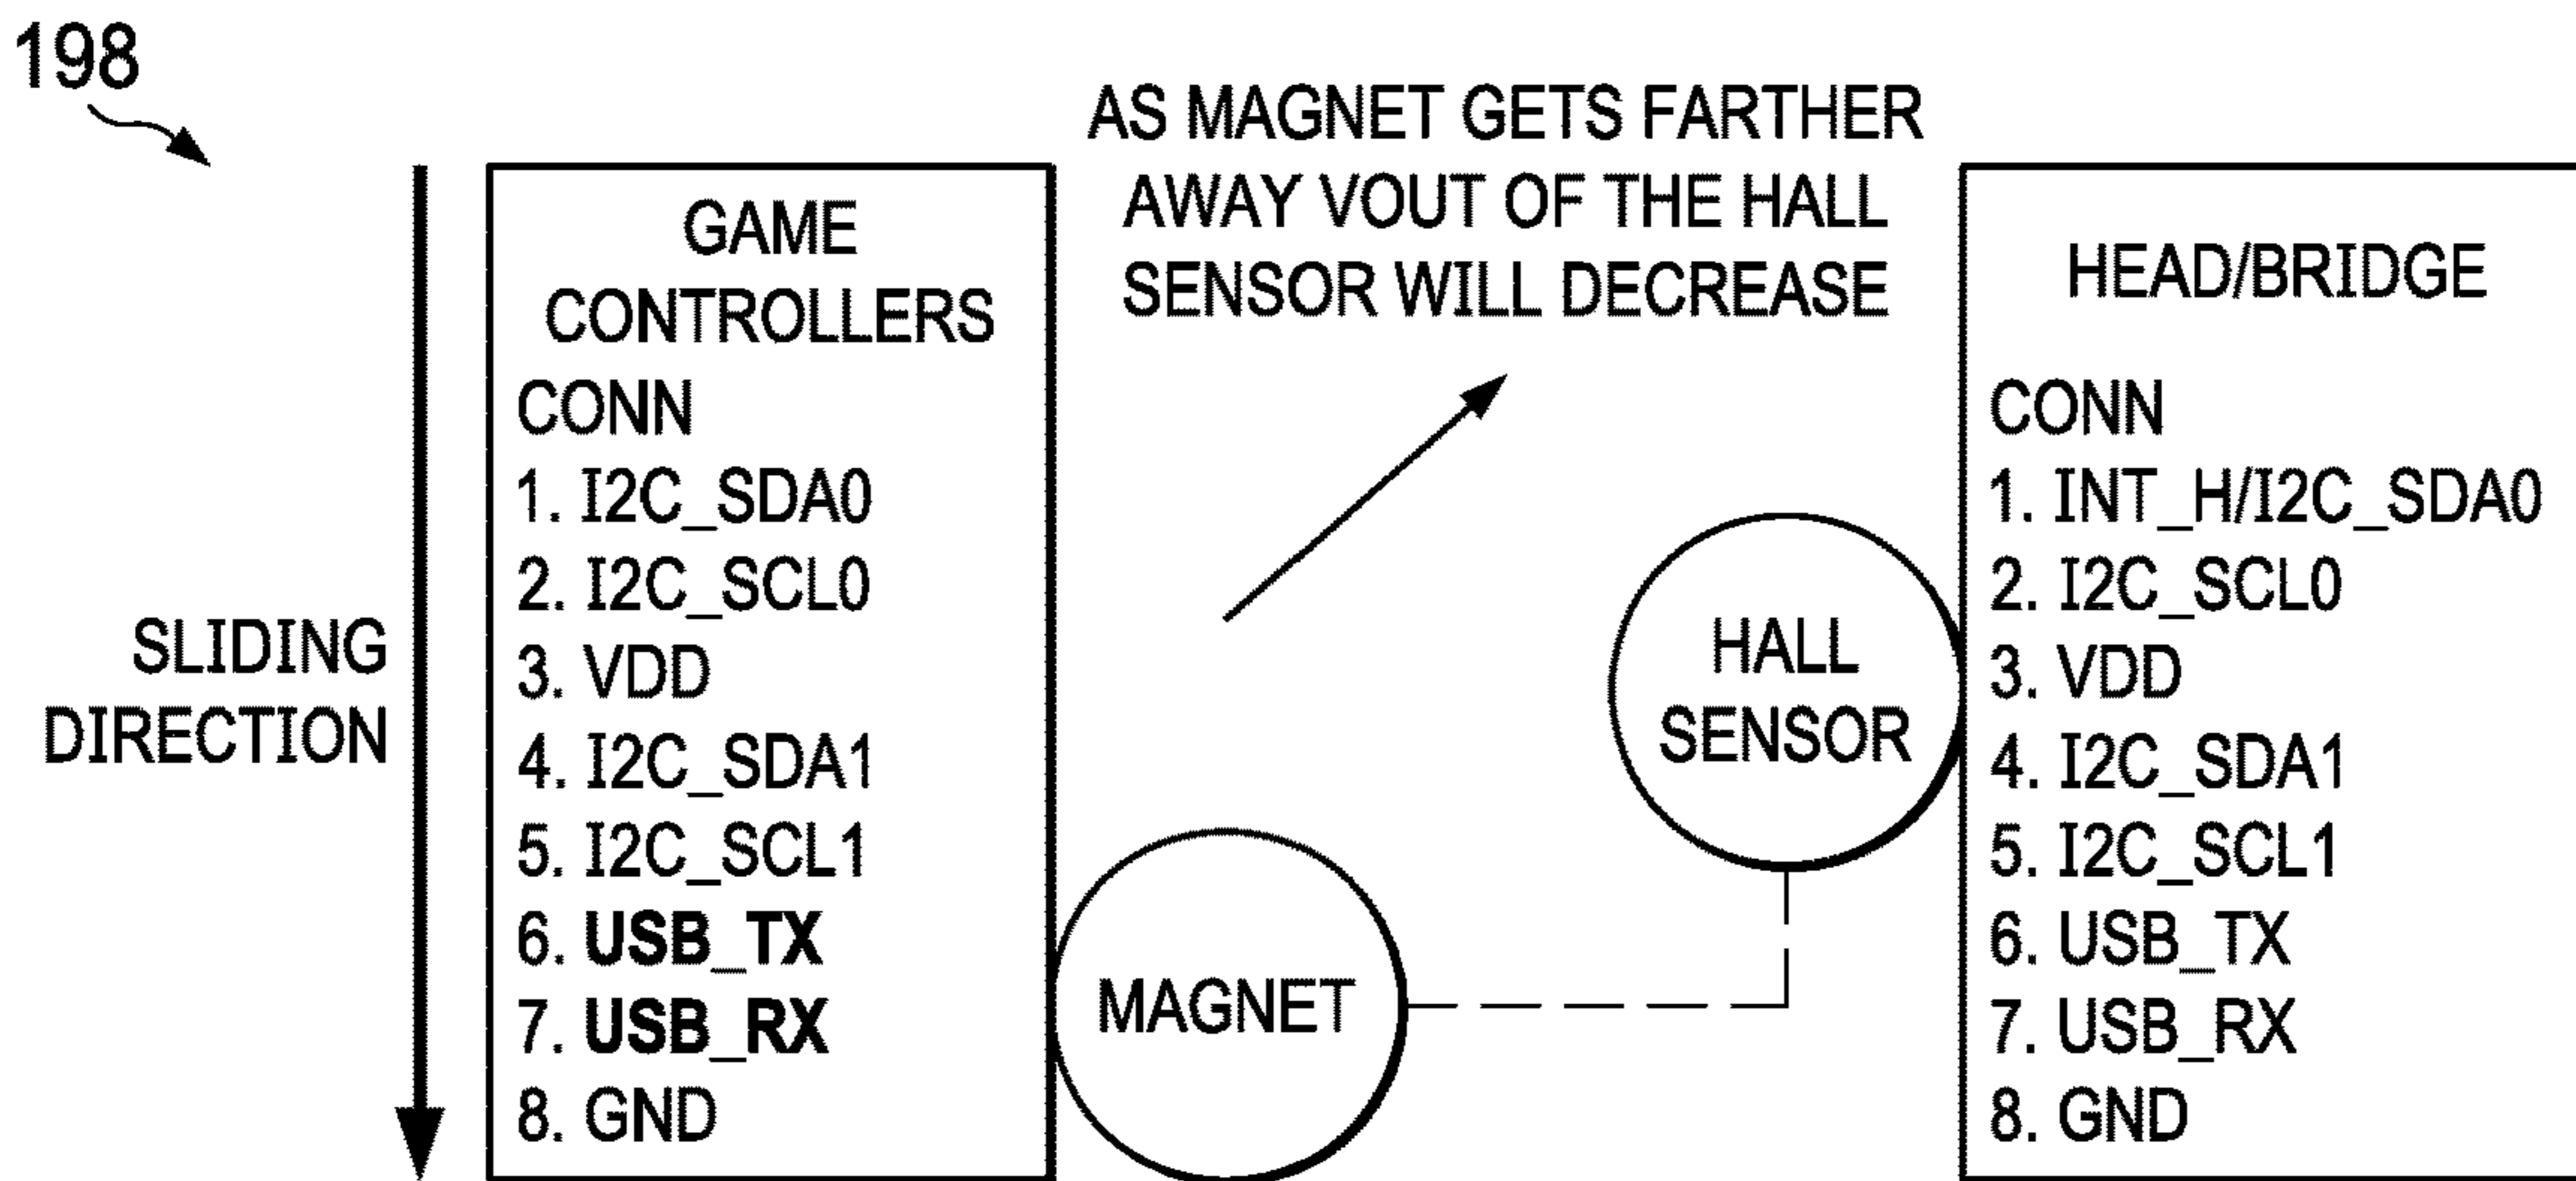 198
SLIDING
DIRECTION
GAME
CONTROLLERS
CONN
1. I2C_SDA0
2. I2C_SCL0
3. VDD
4. I2C_SDA1
5. I2C_SCL1
6. USB_TX
7. USB_RX
8. GND
AS MAGNET GETS FARTHER
AWAY VOUT OF THE HALL
SENSOR WILL DECREASE
MAGNET
HALL
SENSOR
HEAD/BRIDGE
CONN
1. INT_H/I2C_SDA0
2. I2C_SCL0
3. VDD
4. I2C_SDA1
5. I2C_SCL1
6. USB_TX
7. USB_RX
8. GND